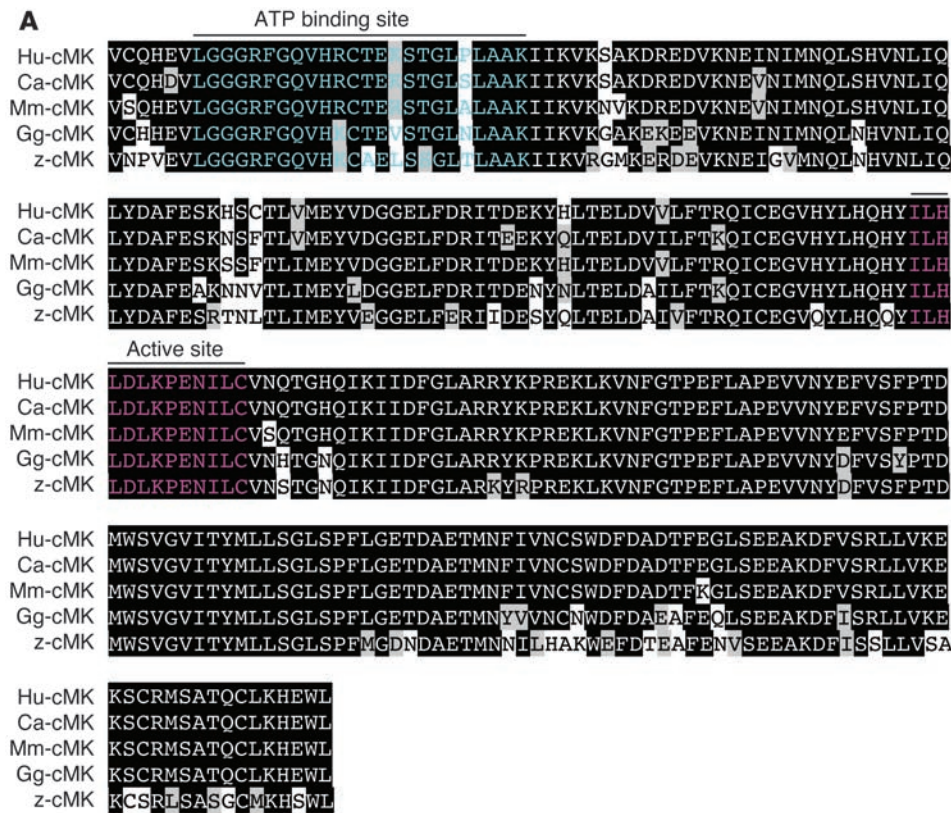 A
ATP binding site
Hu-cMK VCQHEVLGGGRFGQVHRCTEKSTGLPLAAKIIKVKSAKDREDVKNEINIMNQLSHVNLIQ
Ca-cMK VCQHDVLGGGRFGQVHRCTEKSTGLSLAAKIIKVKSAKDREDVKNEVNIMNQLSHVNLIQ
Mm-cMK VSQHEVLGGGRFGQVHRCTERSTGLALAAKIIKVKNVKDREDVKNEVNIMNQLSHVNLIQ
Gg-cMK VCHHEVLGGGRFGQVHKCTEVSTGLNLAAKIIKVKGAKEKEEVKNEINIMNQLNHVNLIQ
z-cMK VNPVEVLGGGRFGQVHKCAELSSGLTLAAKIIKVRGMKERDEVKNEIGVMNQLNHVNLIQ
Hu-cMK LYDAFESKHSCTLVMEYVDGGELFDRITDEKYHLTELDVVLFTRQICEGVHYLHQHYILH
Ca-cMK LYDAFESKNSFTLVMEYVDGGELFDRITEEKYQLTELDVILFTKQICEGVHYLHQHYILH
Mm-cMK LYDAFESKSSFTLIMEYVDGGELFDRITDEKYHLTELDVVLFTRQICEGVHYLHQHYILH
Gg-cMK LYDAFEAKNNVTLIMEYLDGGELFDRITDENYNLTELDAILFTKQICEGVHYLHQHYILH
z-cMK LYDAFESRTNLTLIMEYVEGGELFERIIDESYQLTELDAIVFTRQICEGVQYLHQQYILH
Active site
Hu-cMK LDLKPENILCVNQTGHQIKIIDFGLARRYKPREKLKVNFGTPEFLAPEVVNYEFVSFPTD
Ca-cMK LDLKPENILCVNQTGHQIKIIDFGLARRYKPREKLKVNFGTPEFLAPEVVNYEFVSFPTD
Mm-cMK LDLKPENILCVSQTGHQIKIIDFGLARRYKPREKLKVNFGTPEFLAPEVVNYEFVSFPTD
Gg-cMK LDLKPENILCVNHTGNQIKIIDFGLARRYKPREKLKVNFGTPEFLAPEVVNYDFVSYPTD
z-cMK LDLKPENILCVNSTGNQIKIIDFGLARKYRPREKLKVNFGTPEFLAPEVVNYDFVSFPTD
Hu-cMK MWSVGVITYMLLSGLSPFLGETDAETMNFIVNCSWDFDADTFEGLSEEAKDFVSRLLVKE
Ca-cMK MWSVGVITYMLLSGLSPFLGETDAETMNFIVNCSWDFDADTFEGLSEEAKDFVSRLLVKE
Mm-cMK MWSVGVITYMLLSGLSPFLGETDAETMNFIVNCSWDFDADTFKGLSEEAKDFVSRLLVKE
Gg-cMK MWSVGVITYMLLSGLSPFLGETDAETMNYVVNCNWDFDAEAFEQLSEEAKDFISRLLVKE
z-cMK MWSVGVITYMLLSGLSPFMGDNDAETMNNILHAKWEFDTEAFENVSEEAKDFISSLLVSA
Hu-cMK KSCRMSATQCLKHEWL
Ca-cMK KSCRMSATQCLKHEWL
Mm-cMK KSCRMSATQCLKHEWL
Gg-cMK KSCRMSATQCLKHEWL
z-cMK KCSRLSASGCMKHSWL